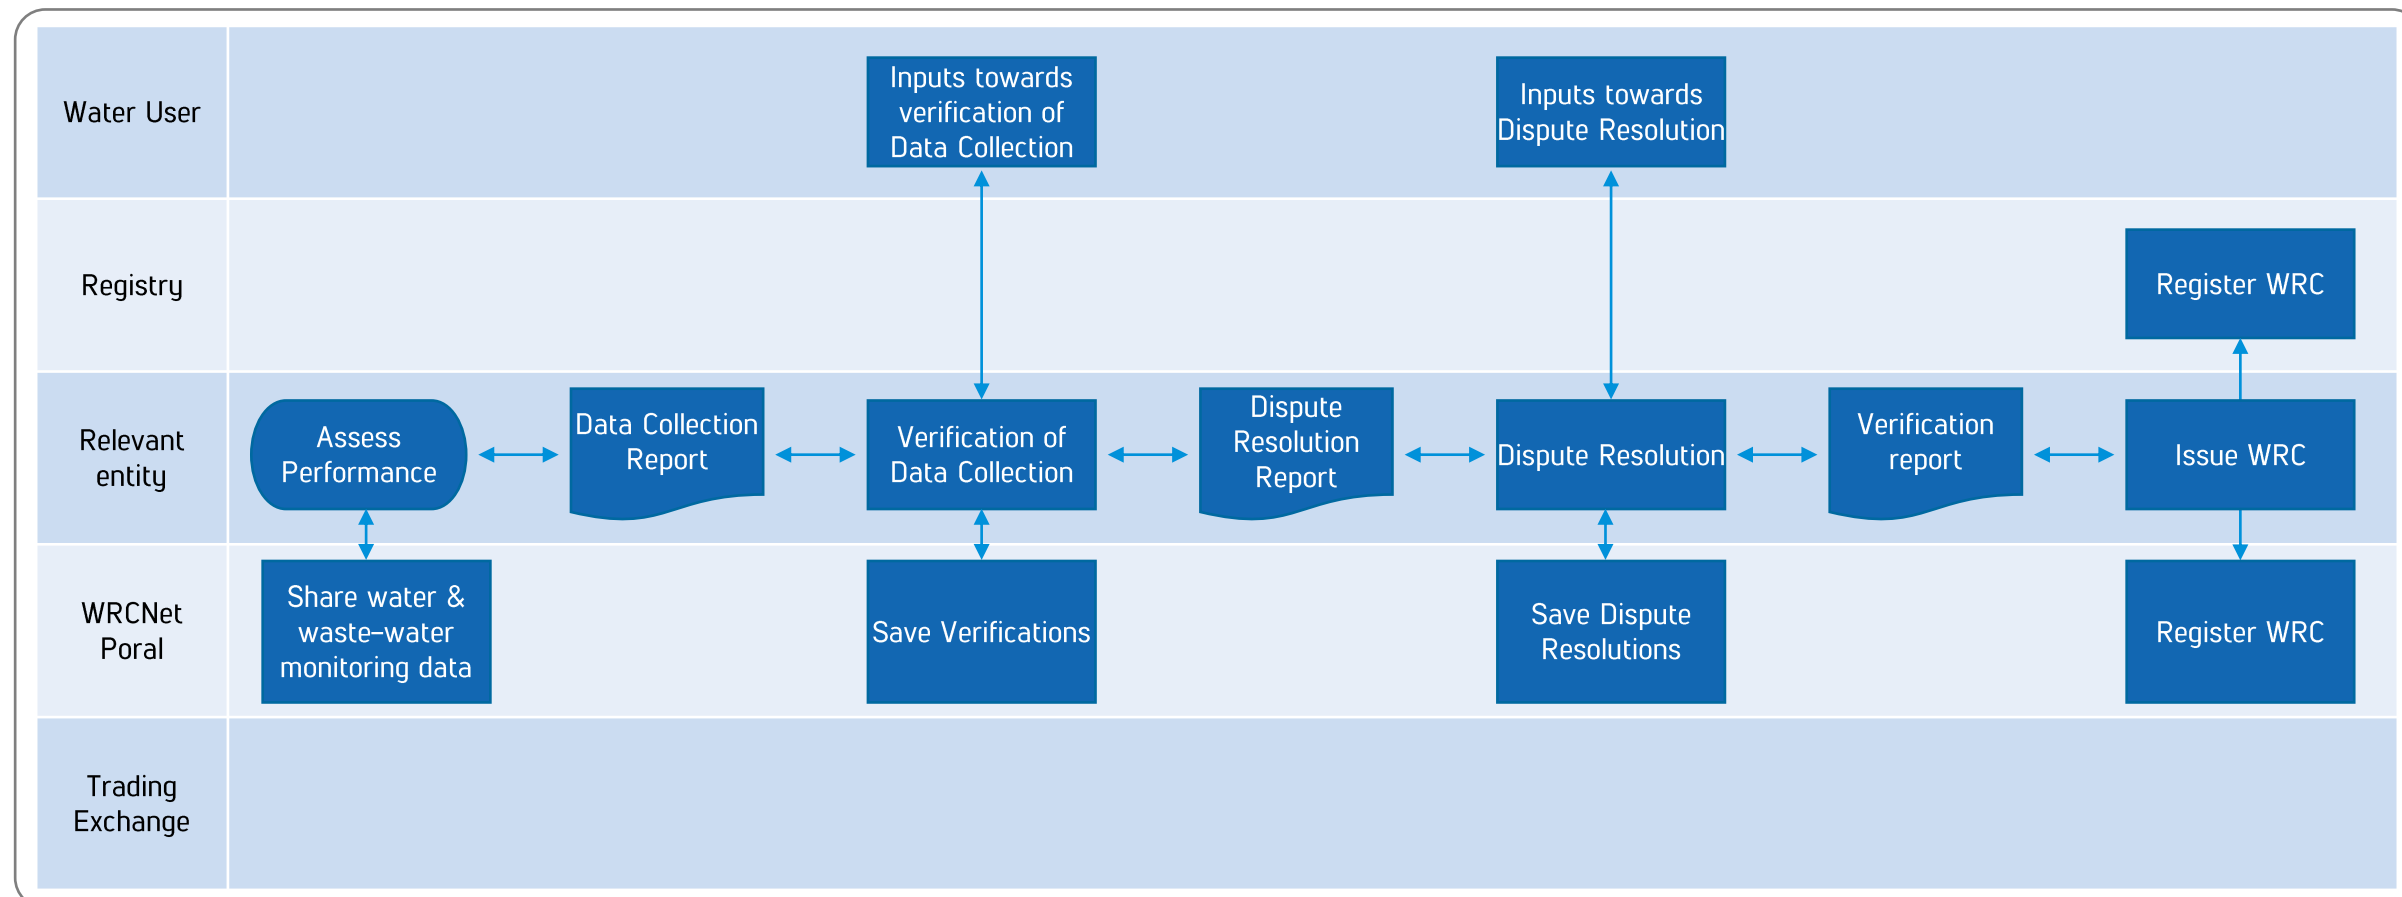 Water User
Inputs towards
verification of
Data Collection
Inputs towards
Dispute Resolution
Registry
Register WRC
Relevant
entity
Assess
Performance
Data Collection
Report
Verification of
Data Collection
Dispute
Resolution
Report
Dispute Resolution
Verification
report
Issue WRC
WRCNet
Poral
Share water &
waste-water
monitoring data
Save Verifications
Save Dispute
Resolutions
Register WRC
Trading
Exchange